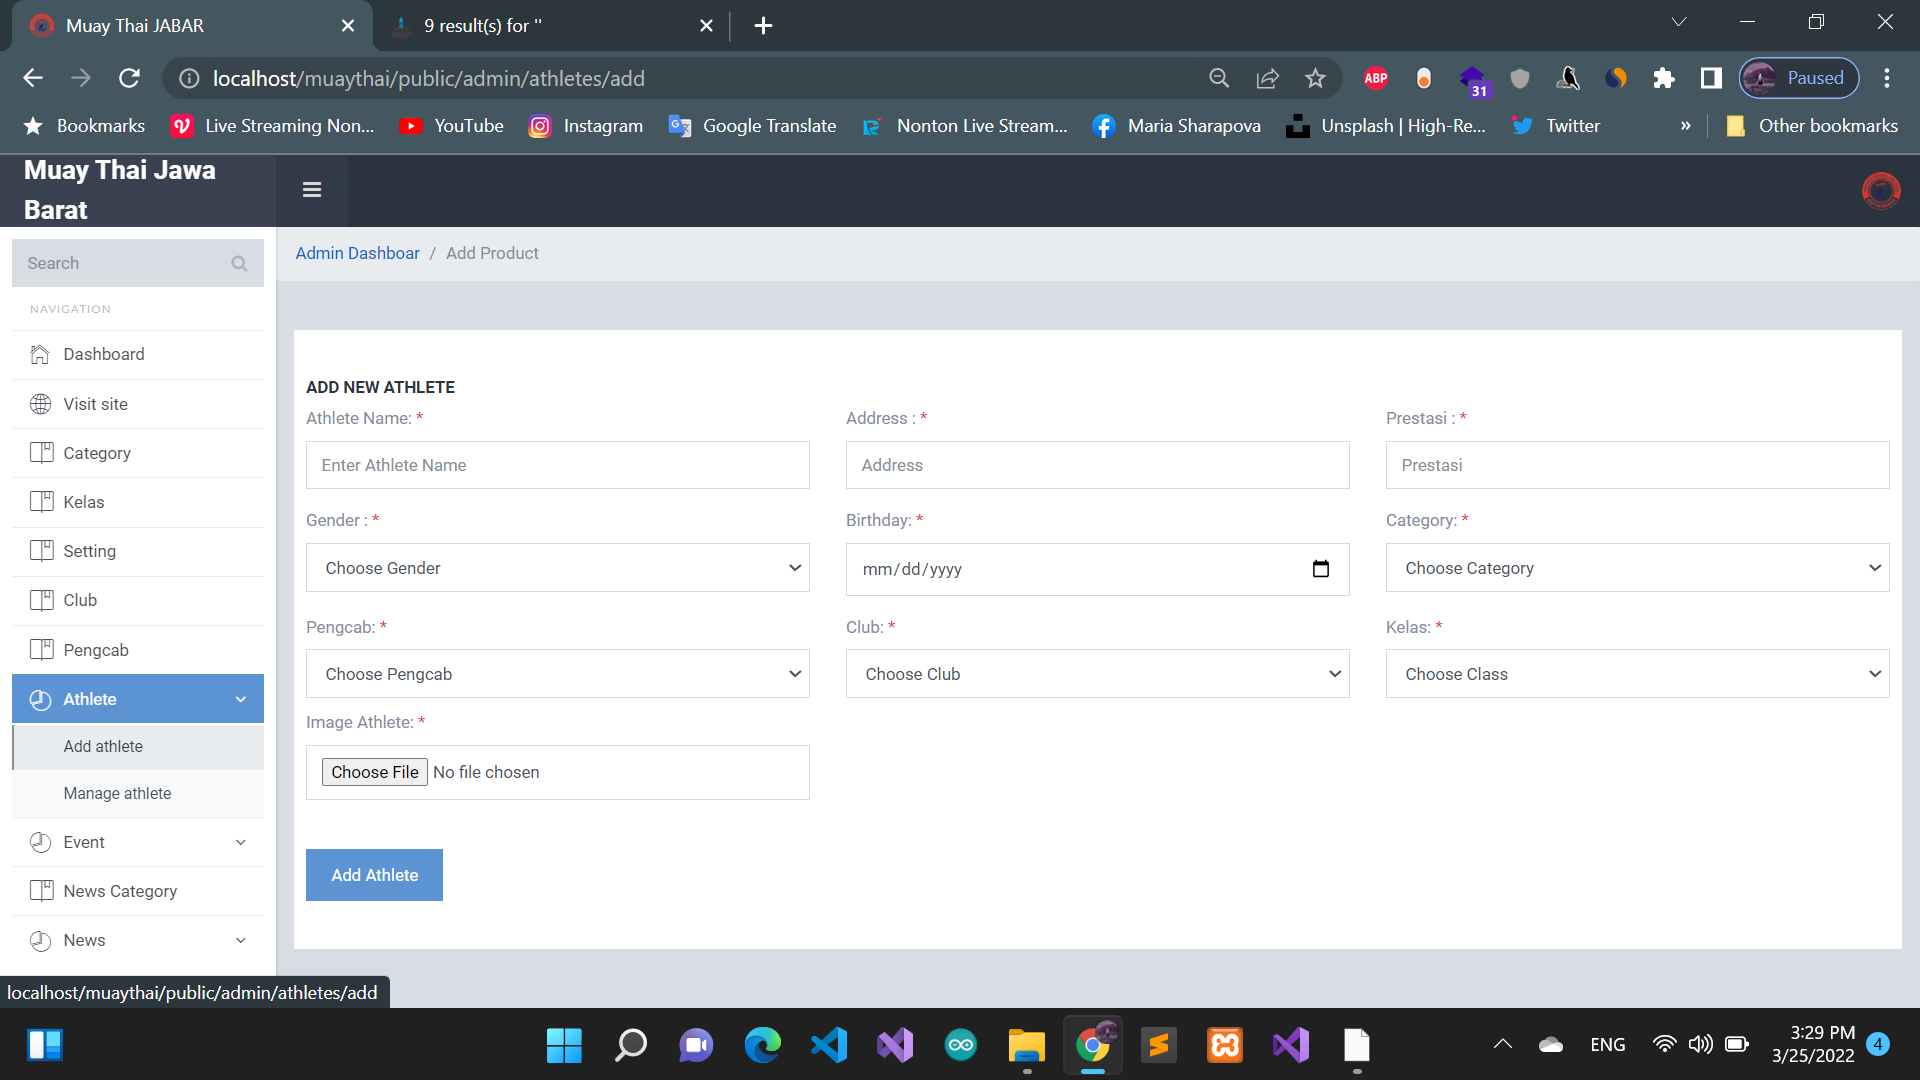 Muay Thai JABAR
9 result(s) for ''
localhost/muaythai/public/admin/athletes/add
ABP
31
Paused
Bookmarks
Live Streaming Non...
YouTube
Instagram
Google Translate
Nonton Live Stream...
Maria Sharapova
Unsplash | High-Re...
Twitter
»
Other bookmarks
Muay Thai Jawa
Barat
Search
NAVIGATION
Dashboard
Visit site
Category
Kelas
Setting
Club
Pengcab
Athlete
Add athlete
Manage athlete
Event
News Category
News
Admin Dashboar / Add Product
ADD NEW ATHLETE
Athlete Name: *
Enter Athlete Name
Address : *
Address
Prestasi : *
Prestasi
Gender : *
Choose Gender
Birthday: *
mm/dd/yyyy
Category: *
Choose Category
Pengcab: *
Choose Pengcab
Club: *
Choose Club
Kelas: *
Choose Class
Image Athlete: *
Choose File No file chosen
Add Athlete
localhost/muaythai/public/admin/athletes/add
ENG
3:29 PM
3/25/2022
4